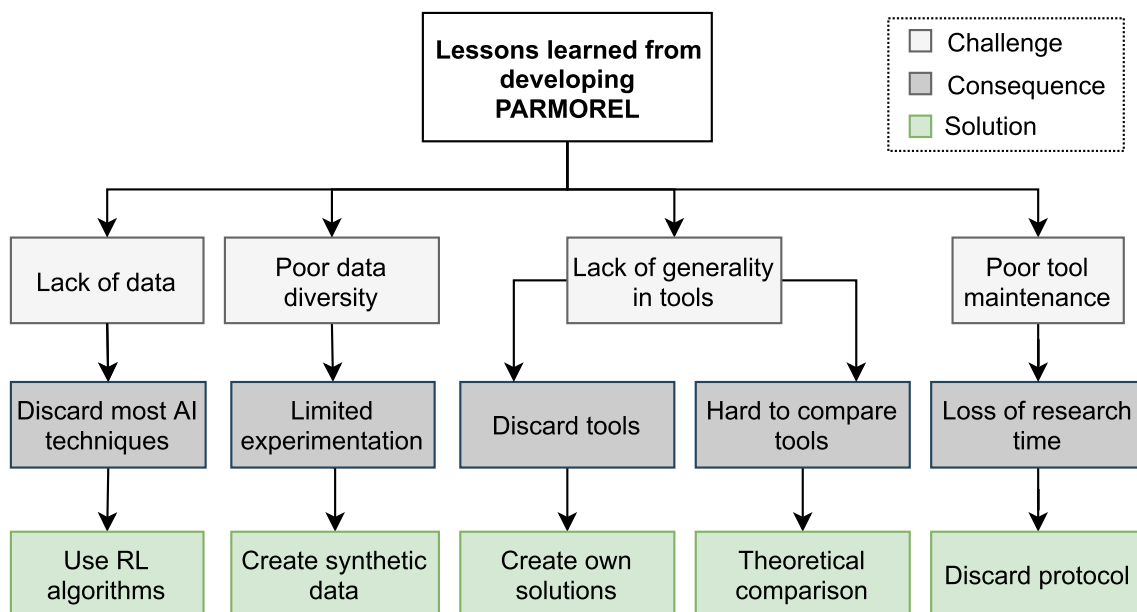 Lessons learned from
developing
PARMOREL
Challenge
Consequence
Solution
Lack of data
Poor data
diversity
Lack of generality
in tools
Poor tool
maintenance
Discard most AI
techniques
Limited
experimentation
Discard tools
Hard to compare
tools
Loss of research
time
Use RL
algorithms
Create synthetic
data
Create own
solutions
Theoretical
comparison
Discard protocol